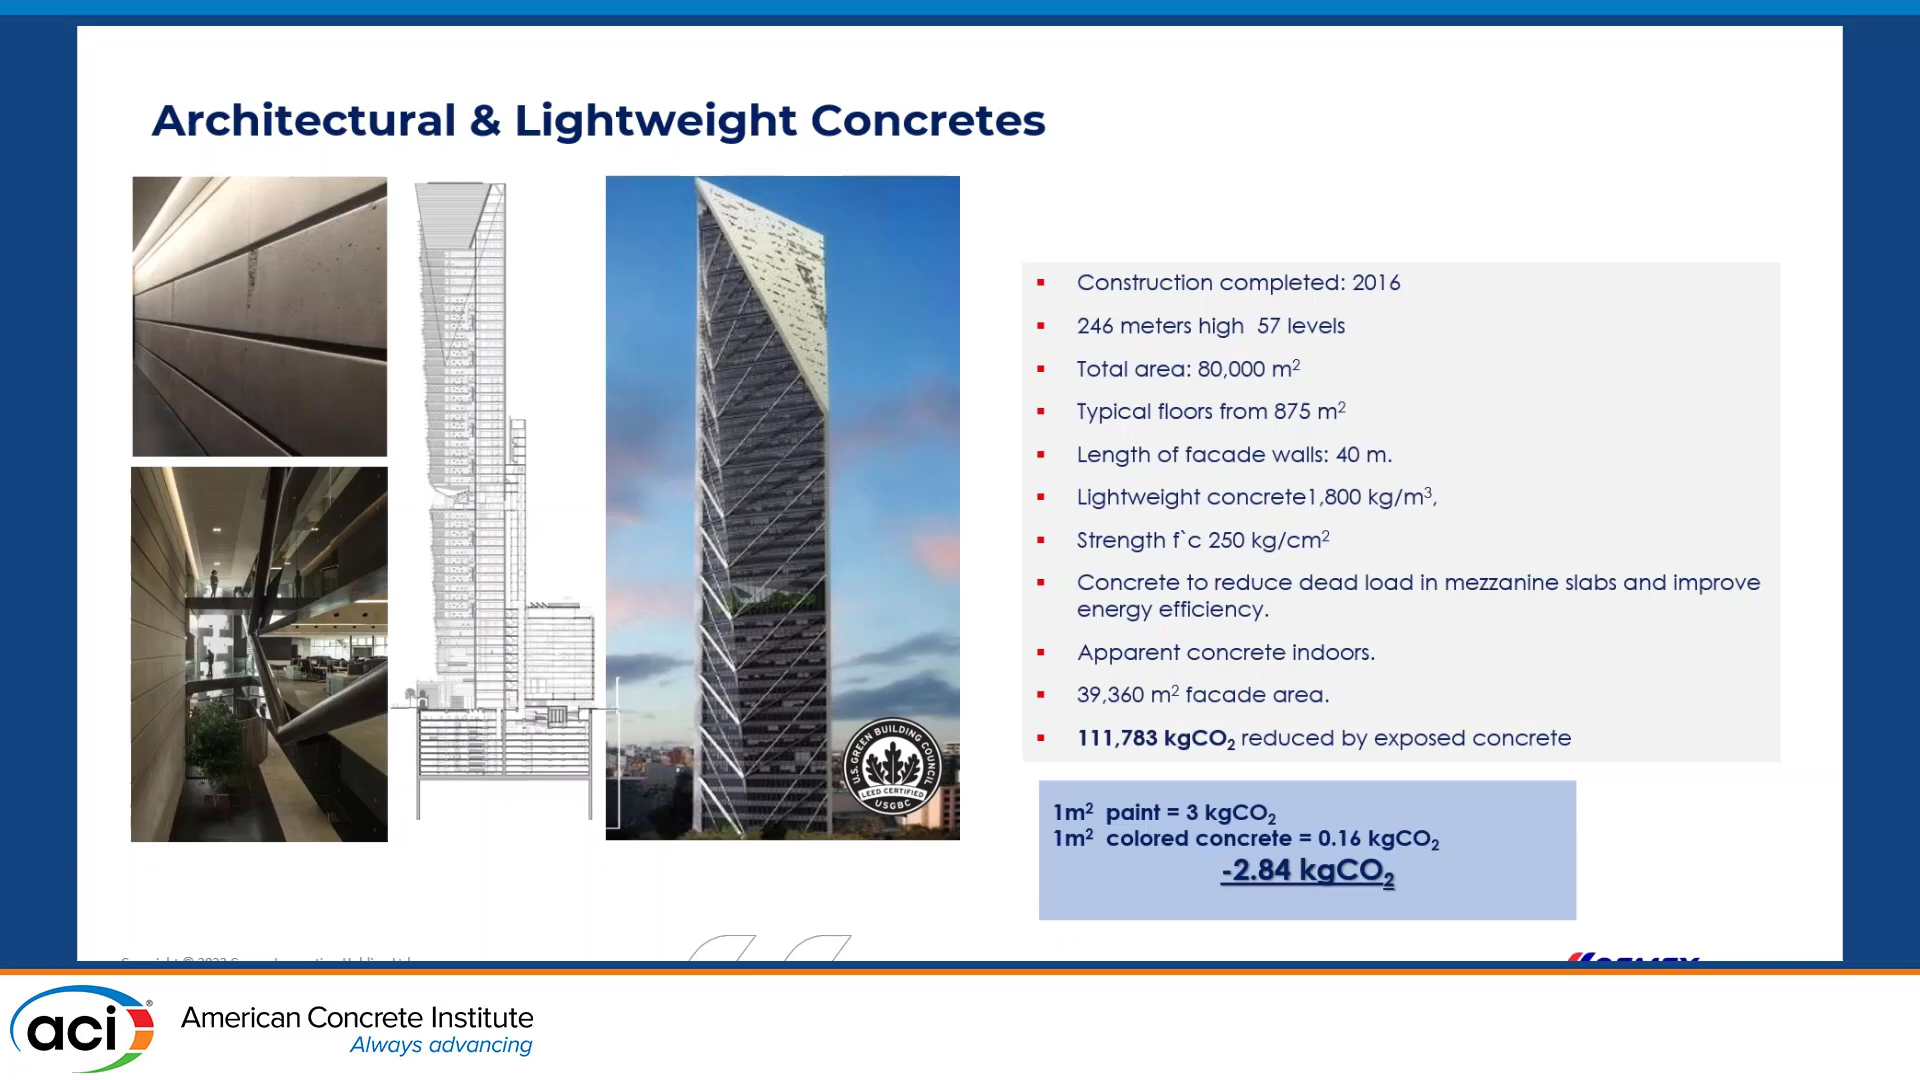 Architectural & Lightweight Concretes
Construction completed: 2016
246 meters high  57 levels
Total area: 80,000 m²
Typical floors from 875 m²
Length of facade walls: 40 m.
Lightweight concrete1,800 kg/m³,
Strength f`c 250 kg/cm²
Concrete to reduce dead load in mezzanine slabs and improve
energy efficiency.
Apparent concrete indoors.
39,360 m² facade area.
111,783 kgCO₂ reduced by exposed concrete
U.S. GREEN BUILDING COUNCIL
LEED CERTIFIED
USGBC
1m²  paint = 3 kgCO₂
1m²  colored concrete = 0.16 kgCO₂
-2.84 kgCO₂
CEMEX
aci®
American Concrete Institute
Always advancing